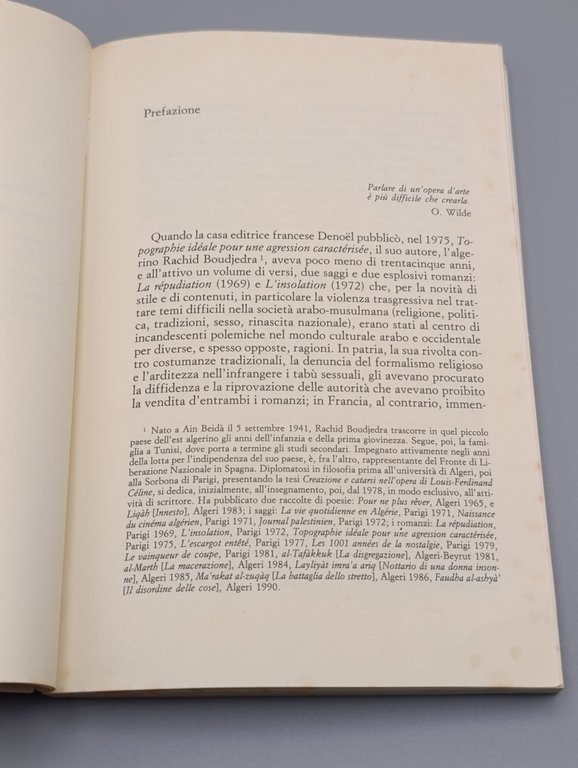 Prefazione
Parlare di un'opera d'arte
è più difficile che crearla.
O. Wilde
Quando la casa editrice francese Denoël pubblicò, nel 1975, To-
pographie idéale pour une agression caractérisée, il suo autore, l'alge-
rino Rachid Boudjedra ¹, aveva poco meno di trentacinque anni,
e all'attivo un volume di versi, due saggi e due esplosivi romanzi:
La répudiation (1969) e L'insolation (1972) che, per la novità di
stile e di contenuti, in particolare la violenza trasgressiva nel trat-
tare temi difficili nella società arabo-musulmana (religione, politi-
ca, tradizioni, sesso, rinascita nazionale), erano stati al centro di
incandescenti polemiche nel mondo culturale arabo e occidentale
per diverse, e spesso opposte, ragioni. In patria, la sua rivolta con-
tro costumanze tradizionali, la denuncia del formalismo religioso
e l'arditezza nell'infrangere i tabù sessuali, gli avevano procurato
la diffidenza e la riprovazione delle autorità che avevano proibito
la vendita d'entrambi i romanzi; in Francia, al contrario, immen-
¹ Nato a Ain Beidà il 5 settembre 1941, Rachid Boudjedra trascorre in quel piccolo
paese dell'est algerino gli anni dell'infanzia e della prima giovinezza. Segue, poi, la fami-
glia a Tunisi, dove porta a termine gli studi secondari. Impegnato attivamente negli anni
della lotta per l'indipendenza del suo paese, è, fra l'altro, rappresentante del Fronte di Li-
berazione Nazionale in Spagna. Diplomatosi in filosofia prima all'università di Algeri, poi
alla Sorbona di Parigi, presentando la tesi Creazione e catarsi nell'opera di Louis-Ferdinand
Céline, si dedica, inizialmente, all'insegnamento, poi, dal 1978, in modo esclusivo, all'atti-
vità di scrittore. Ha pubblicato due raccolte di poesie: Pour ne plus rêver, Algeri 1965, e
Liqàh [Innesto], Algeri 1983; i saggi: La vie quotidienne en Algérie, Parigi 1971, Naissance
du cinéma algérien, Parigi 1971, Journal palestinien, Parigi 1972; i romanzi: La répudiation,
Parigi 1969, L'insolation, Parigi 1972, Topographie idéale pour une agression caractérisée,
Parigi 1975, L'escargot entêté, Parigi 1977, Les 1001 années de la nostalgie, Parigi 1979,
Le vainqueur de coupe, Parigi 1981, al-Tafàkkuk [La disgregazione], Algeri-Beyrut 1981,
al-Marth [La macerazione], Algeri 1984, Layliyàt imra'a ariq [Nottario di una donna inson-
ne], Algeri 1985, Ma'rakat al-zuqàq [La battaglia dello stretto], Algeri 1986, Faudha al-ashyà'
[Il disordine delle cose], Algeri 1990.